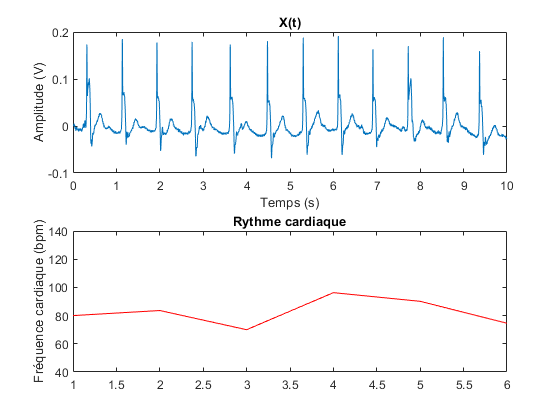 X(t)
Amplitude (V)
0.2
0.1
0
-0.1
0 1 2 3 4 5 6 7 8 9 10
Temps (s)
Rythme cardiaque
Fréquence cardiaque (bpm)
140
120
100
80
60
40
1 1.5 2 2.5 3 3.5 4 4.5 5 5.5 6